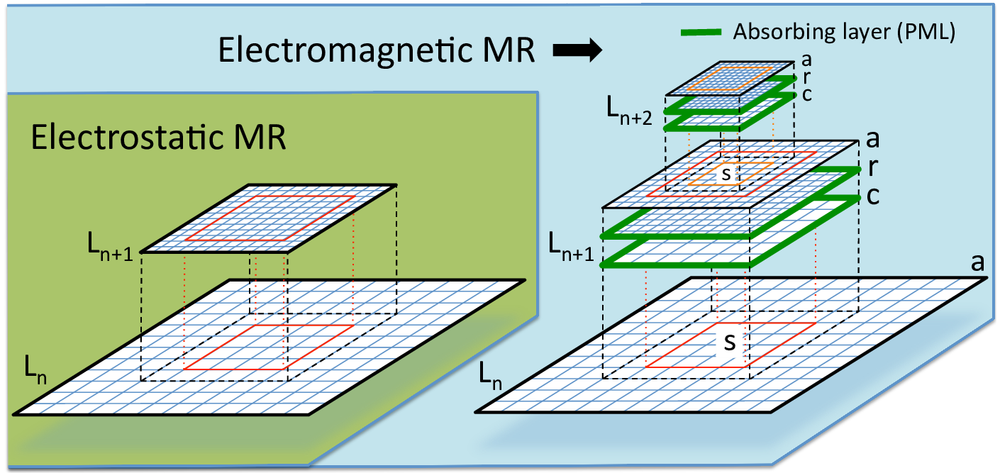 Electromagnetic MR
Absorbing layer (PML)
Electrostatic MR
L_{n+1}
L_n
a
r
c
L_{n+2}
a
r
c
s
L_{n+1}
a
s
L_n